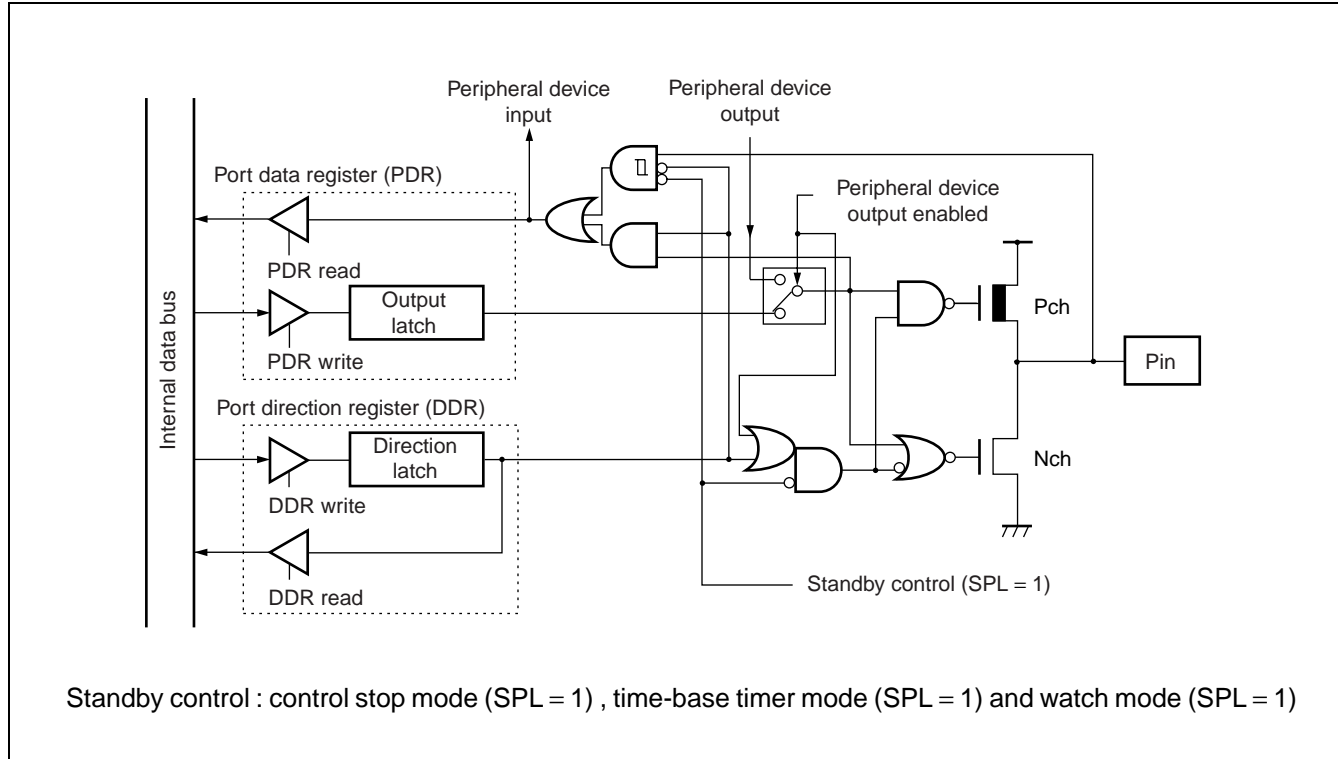 Peripheral device
input
Peripheral device
output
Port data register (PDR)
Peripheral device
output enabled
PDR read
Output
latch
Pch
PDR write
Pin
Internal data bus
Port direction register (DDR)
Direction
latch
Nch
DDR write
Standby control (SPL = 1)
DDR read
Standby control : control stop mode (SPL = 1) , time-base timer mode (SPL = 1) and watch mode (SPL = 1)